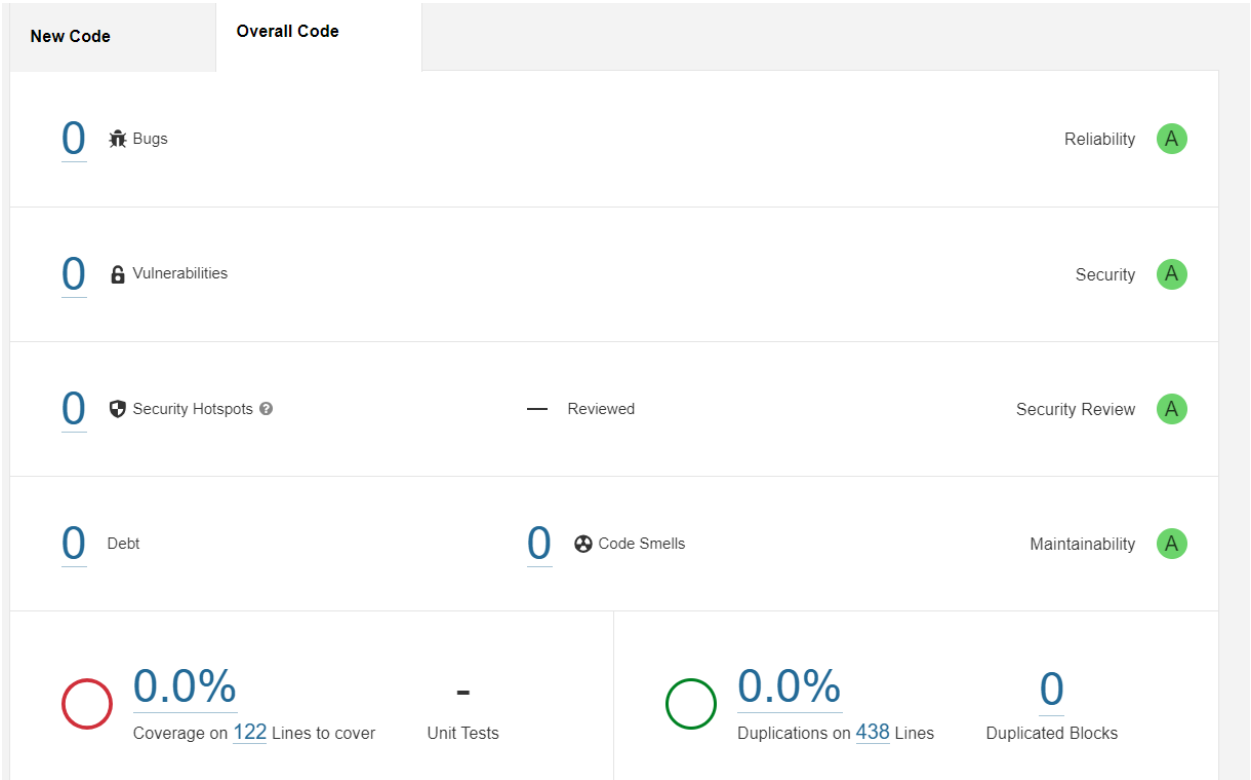 New Code Overall Code
0 Bugs Reliability A
0 Vulnerabilities Security A
0 Security Hotspots ? — Reviewed Security Review A
0 Debt 0 Code Smells Maintainability A
0.0% - 0.0% 0
Coverage on 122 Lines to cover Unit Tests Duplications on 438 Lines Duplicated Blocks